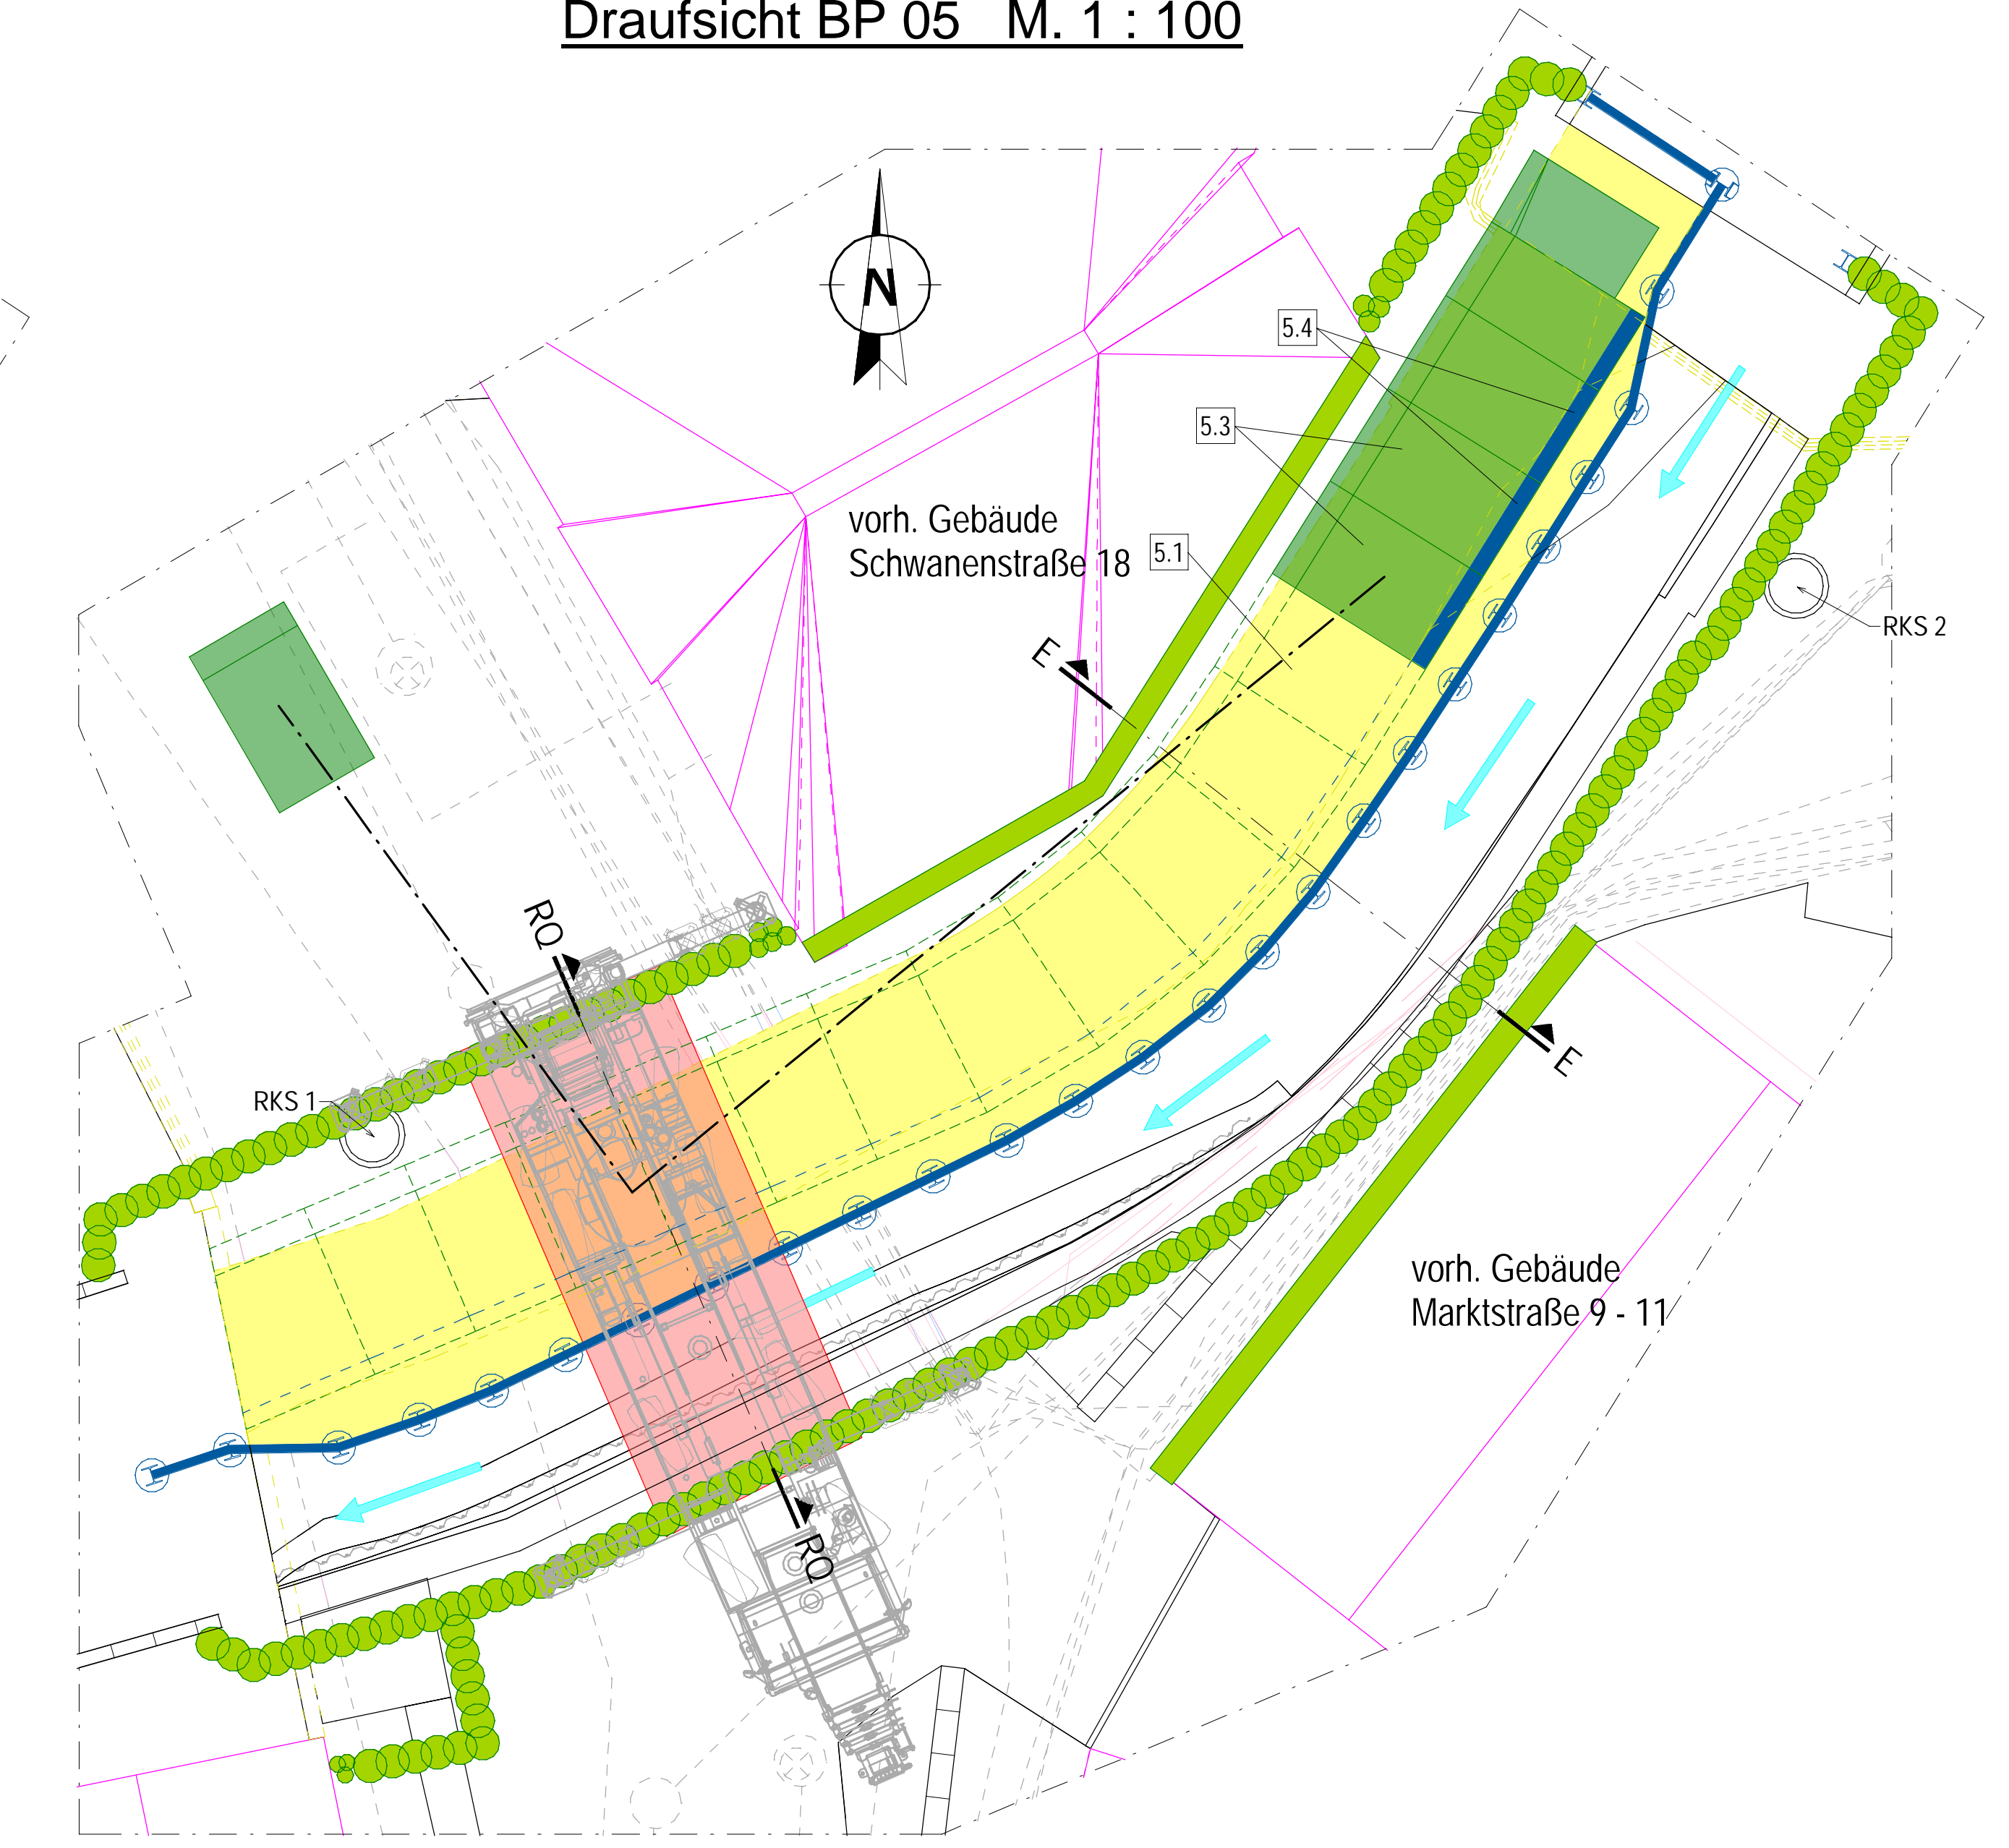 Draufsicht BP 05 M. 1 : 100
N
5.4
5.3
vorh. Gebäude
Schwanenstraße 18
5.1
RKS 2
E
RQ
E
RKS 1
vorh. Gebäude
Marktstraße 9 - 11
RQ